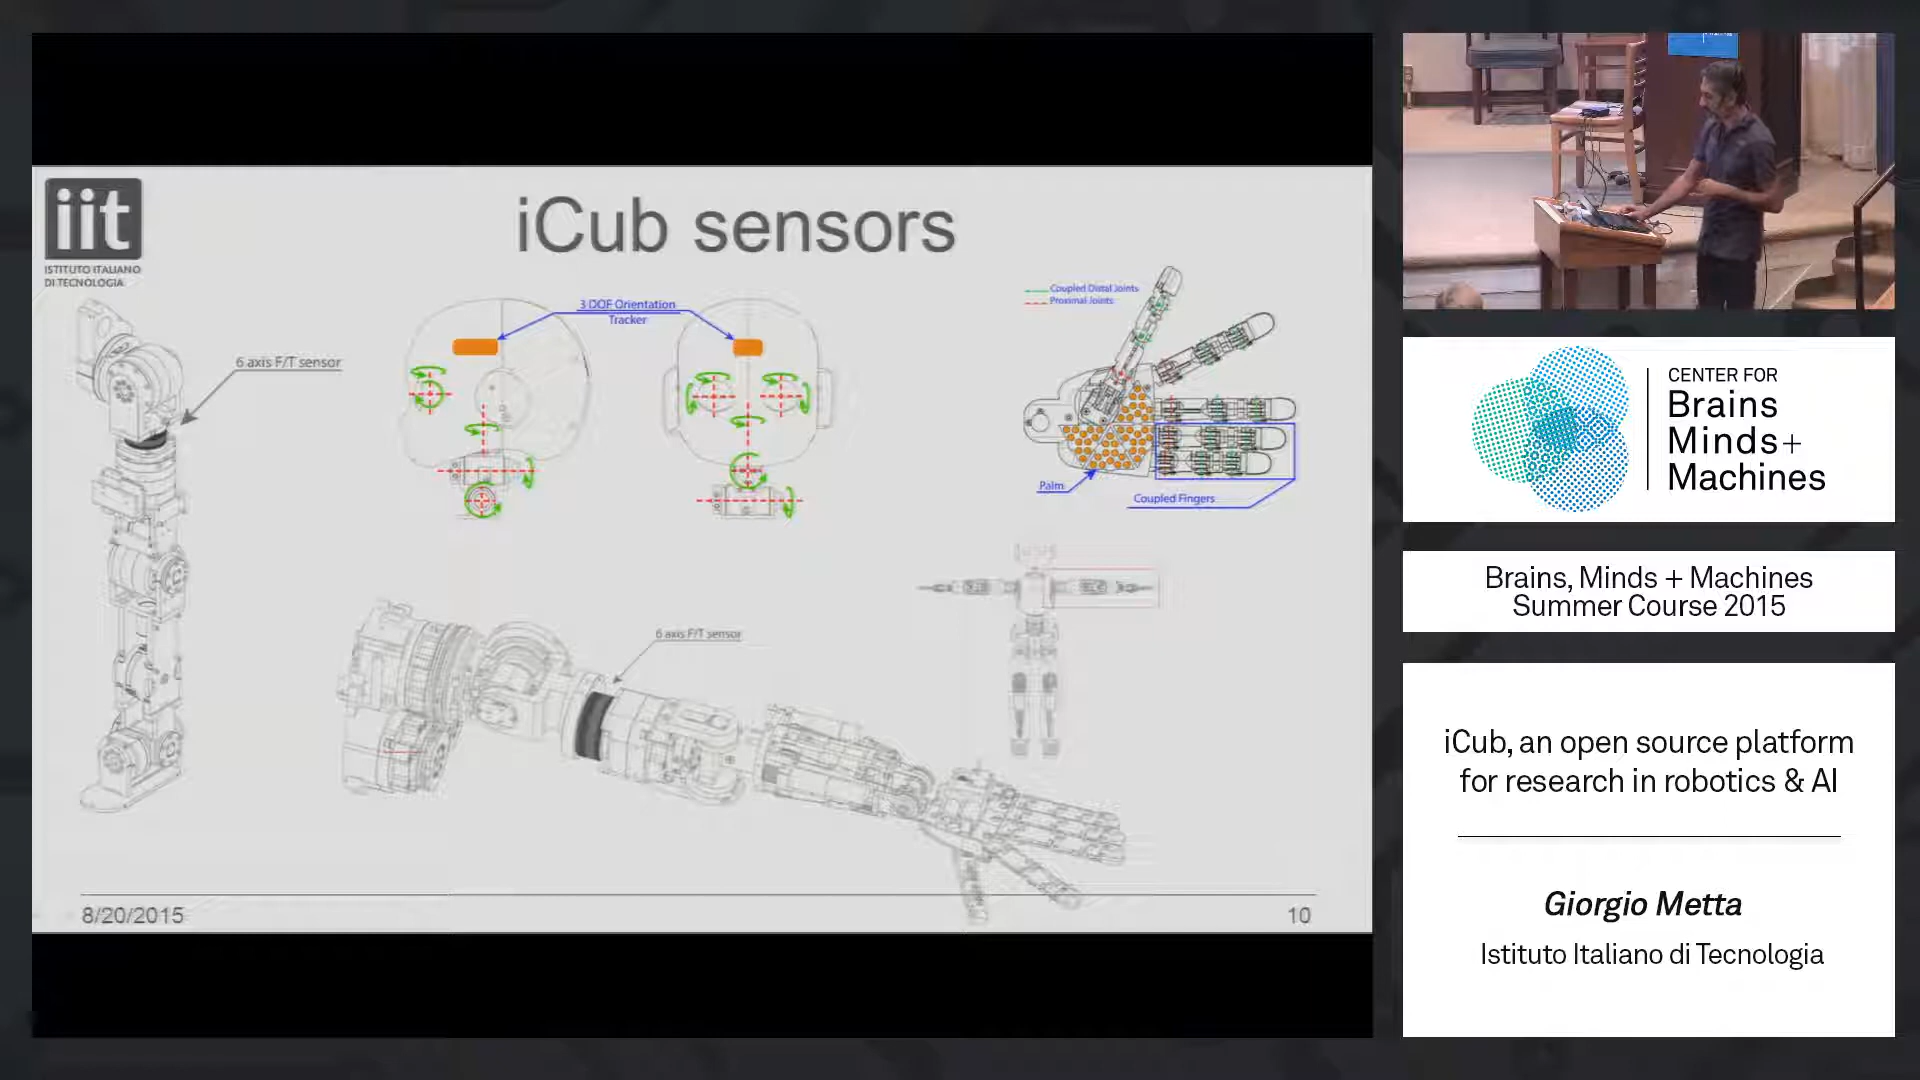 iit
ISTITUTO ITALIANO
DI TECNOLOGIA
iCub sensors
6 axis F/T sensor
3 DOF Orientation
Tracker
Coupled Distal Joints
Proximal Joints
Palm
Coupled Fingers
6 axis F/T sensor
8/20/2015
10
CENTER FOR
Brains
Minds+
Machines
Brains, Minds + Machines
Summer Course 2015
iCub, an open source platform
for research in robotics & AI
Giorgio Metta
Istituto Italiano di Tecnologia